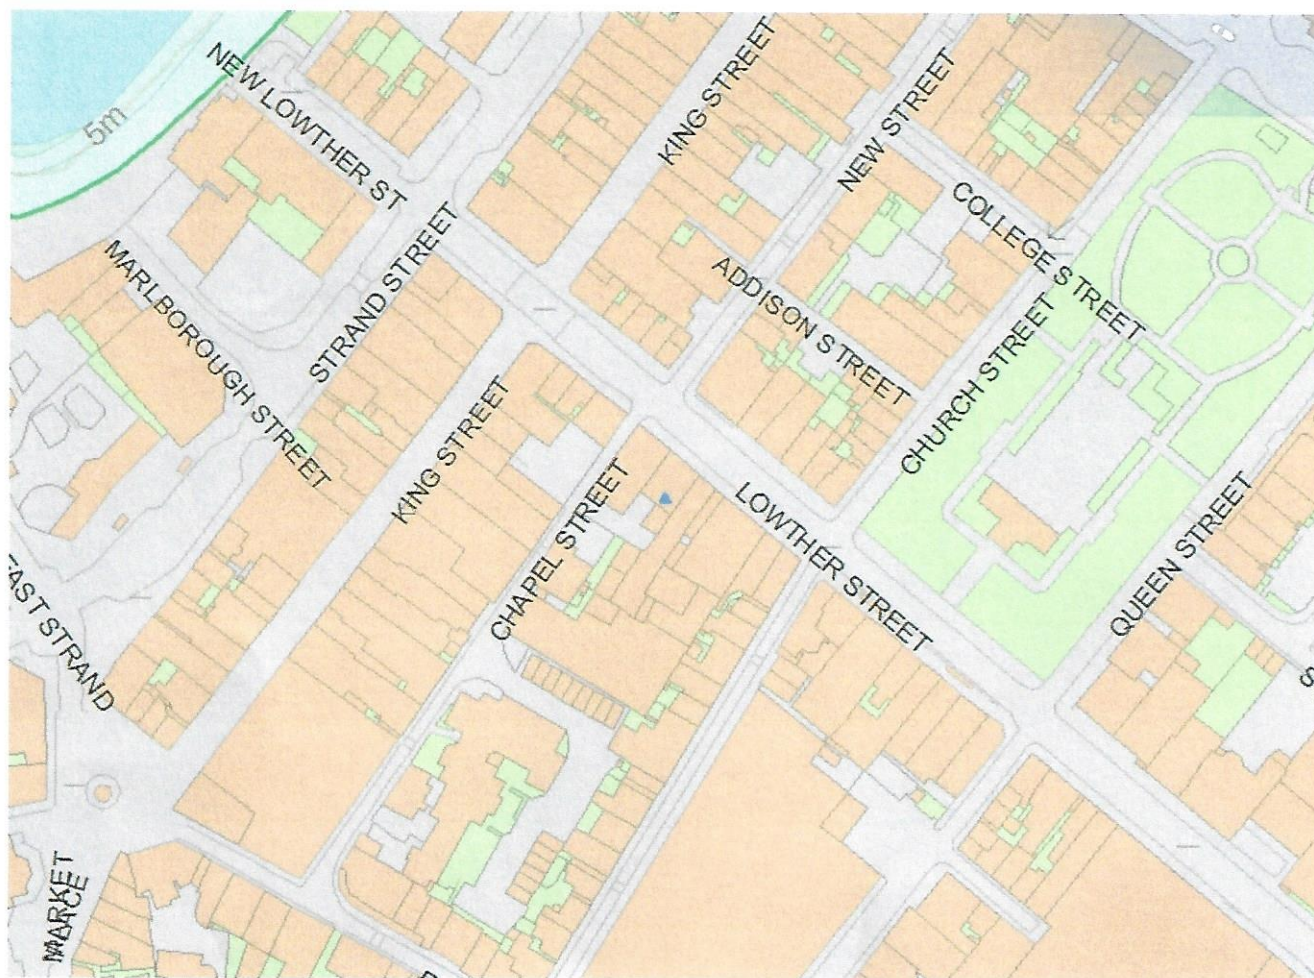 NEW LOWTHER ST
5m
KING STREET
NEW STREET
COLLEGE STREET
MARLBOROUGH STREET
STRAND STREET
ADDISON STREET
CHURCH STREET
KING STREET
CHAPEL STREET
LOWTHER STREET
QUEEN STREET
EAST STRAND
MARKET
PLACE